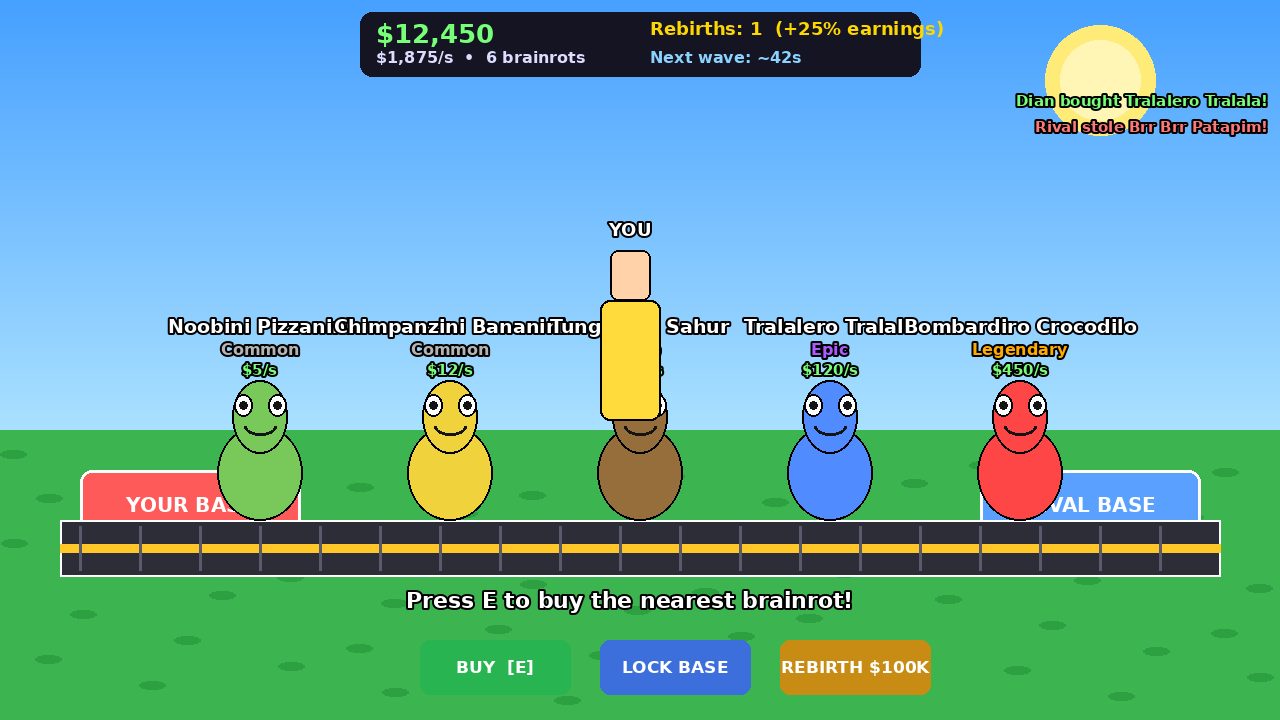 $12,450
$1,875/s • 6 brainrots
Rebirths: 1 (+25% earnings)
Next wave: ~42s
Dian bought Tralalero Tralala!
Rival stole Brr Brr Patapim!
YOU
Noobini Pizzani
Common
$5/s
Chimpanzini Banani
Common
$12/s
Tung Sahur
Tralalero Tralal
Epic
$120/s
Bombardiro Crocodilo
Legendary
$450/s
YOUR BA
VAL BASE
Press E to buy the nearest brainrot!
BUY [E]
LOCK BASE
REBIRTH $100K